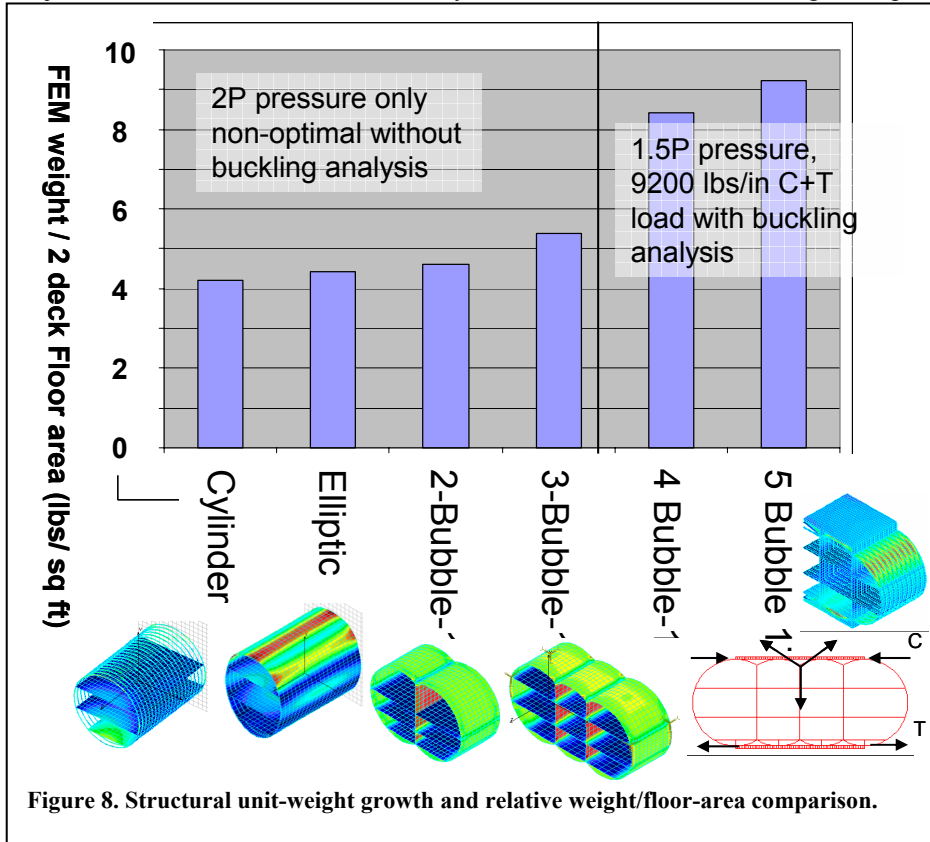 FEM weight / 2 deck Floor area (lbs/ sq ft)
10
8
6
4
2
0
2P pressure only
non-optimal without
buckling analysis
1.5P pressure,
9200 lbs/in C+T
load with buckling
analysis
Cylinder
Elliptic
2-Bubble-
3-Bubble-
4 Bubble-1
5 Bubble 1.
C
T
Figure 8. Structural unit-weight growth and relative weight/floor-area comparison.